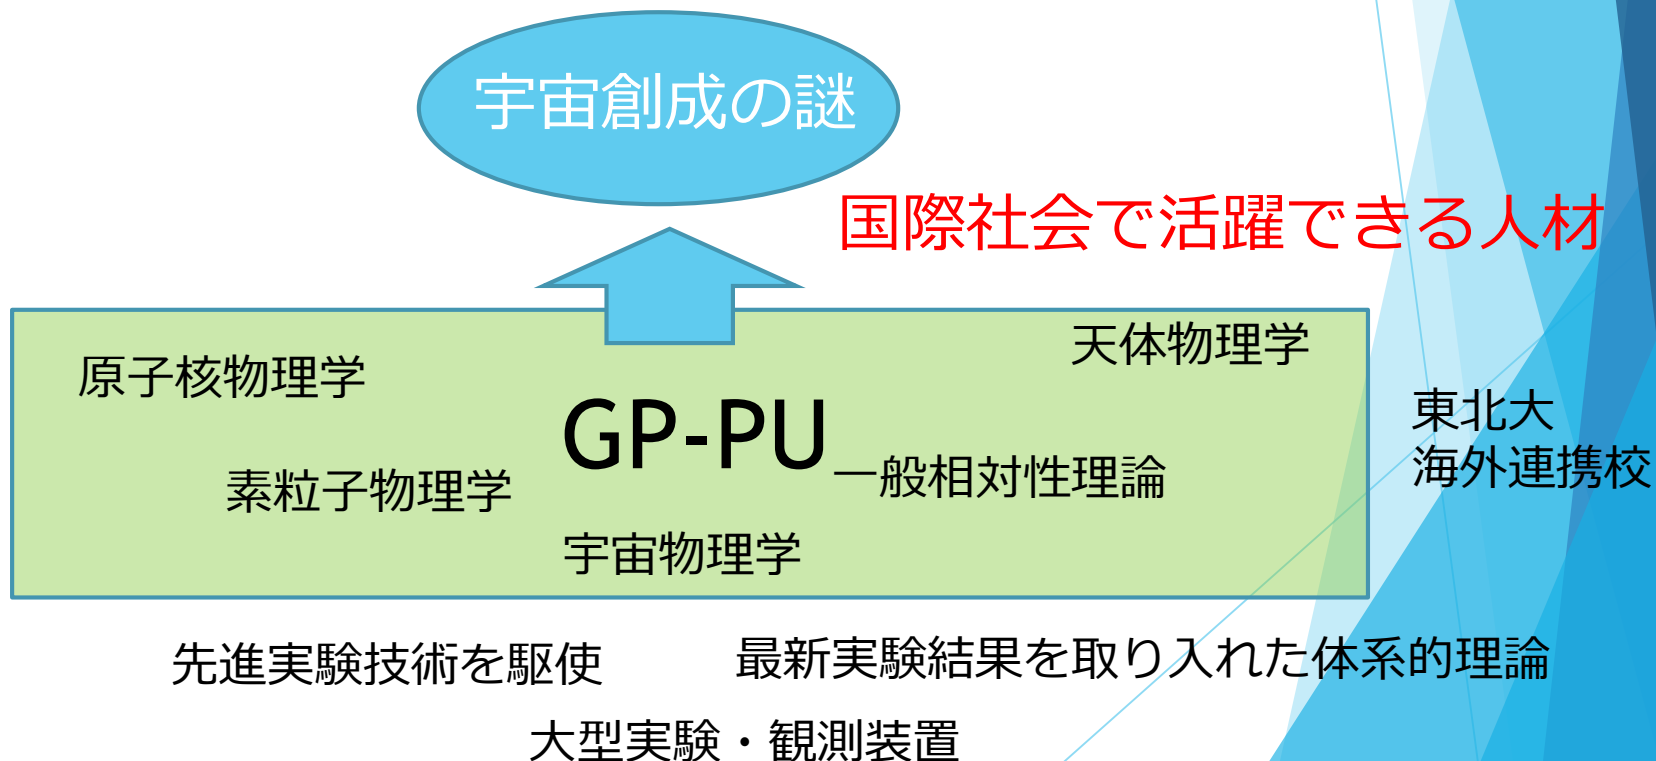 宇宙創成の謎
国際社会で活躍できる人材
天体物理学
原子核物理学
GP-PU
一般相対性理論
素粒子物理学
宇宙物理学
東北大
海外連携校
先進実験技術を駆使
最新実験結果を取り入れた体系的理論
大型実験・観測装置